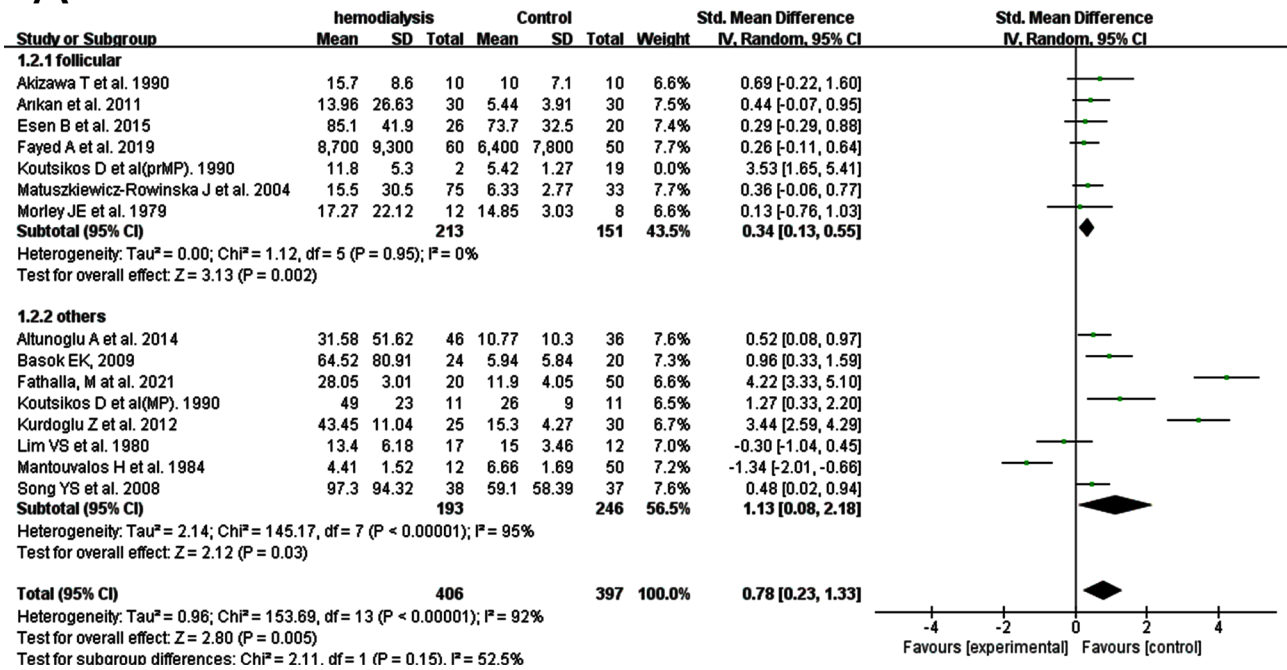 hemodialysis Control Std. Mean Difference Std. Mean Difference
Study or Subgroup Mean SD Total Mean SD Total Weight IV, Random, 95% CI IV, Random, 95% CI
1.2.1 follicular
Akizawa T et al. 1990 15.7 8.6 10 10 7.1 10 6.6% 0.69 [-0.22, 1.60]
Arıkan et al. 2011 13.96 26.63 30 5.44 3.91 30 7.5% 0.44 [-0.07, 0.95]
Esen B et al. 2015 85.1 41.9 26 73.7 32.5 20 7.4% 0.29 [-0.29, 0.88]
Fayed A et al. 2019 8,700 9,300 60 6,400 7,800 50 7.7% 0.26 [-0.11, 0.64]
Koutsikos D et al(prMP). 1990 11.8 5.3 2 5.42 1.27 19 0.0% 3.53 [1.65, 5.41]
Matuszkiewicz-Rowinska J et al. 2004 15.5 30.5 75 6.33 2.77 33 7.7% 0.36 [-0.06, 0.77]
Morley JE et al. 1979 17.27 22.12 12 14.85 3.03 8 6.6% 0.13 [-0.76, 1.03]
Subtotal (95% CI) 213 151 43.5% 0.34 [0.13, 0.55]
Heterogeneity: Tau² = 0.00; Chi² = 1.12, df = 5 (P = 0.95); I² = 0%
Test for overall effect: Z = 3.13 (P = 0.002)
1.2.2 others
Altunoglu A et al. 2014 31.58 51.62 46 10.77 10.3 36 7.6% 0.52 [0.08, 0.97]
Basok EK, 2009 64.52 80.91 24 5.94 5.84 20 7.3% 0.96 [0.33, 1.59]
Fathalla, M at al. 2021 28.05 3.01 20 11.9 4.05 50 6.6% 4.22 [3.33, 5.10]
Koutsikos D et al(MP). 1990 49 23 11 26 9 11 6.5% 1.27 [0.33, 2.20]
Kurdoglu Z et al. 2012 43.45 11.04 25 15.3 4.27 30 6.7% 3.44 [2.59, 4.29]
Lim VS et al. 1980 13.4 6.18 17 15 3.46 12 7.0% -0.30 [-1.04, 0.45]
Mantouvalos H et al. 1984 4.41 1.52 12 6.66 1.69 50 7.2% -1.34 [-2.01, -0.66]
Song YS et al. 2008 97.3 94.32 38 59.1 58.39 37 7.6% 0.48 [0.02, 0.94]
Subtotal (95% CI) 193 246 56.5% 1.13 [0.08, 2.18]
Heterogeneity: Tau² = 2.14; Chi² = 145.17, df = 7 (P < 0.00001); I² = 95%
Test for overall effect: Z = 2.12 (P = 0.03)
Total (95% CI) 406 397 100.0% 0.78 [0.23, 1.33]
Heterogeneity: Tau² = 0.96; Chi² = 153.69, df = 13 (P < 0.00001); I² = 92%
Test for overall effect: Z = 2.80 (P = 0.005)
Test for subgroup differences: Chi² = 2.11, df = 1 (P = 0.15), I² = 52.5%
-4 -2 0 2 4
Favours [experimental] Favours [control]